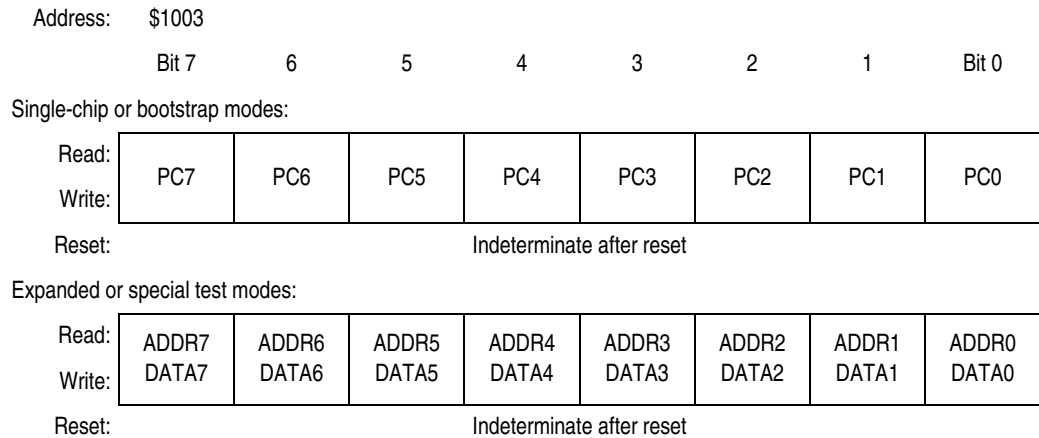 Address: $1003
Bit 7 6 5 4 3 2 1 Bit 0
Single-chip or bootstrap modes:
Read:
PC7 PC6 PC5 PC4 PC3 PC2 PC1 PC0
Write:
Reset: Indeterminate after reset
Expanded or special test modes:
Read: ADDR7 ADDR6 ADDR5 ADDR4 ADDR3 ADDR2 ADDR1 ADDR0
Write: DATA7 DATA6 DATA5 DATA4 DATA3 DATA2 DATA1 DATA0
Reset: Indeterminate after reset